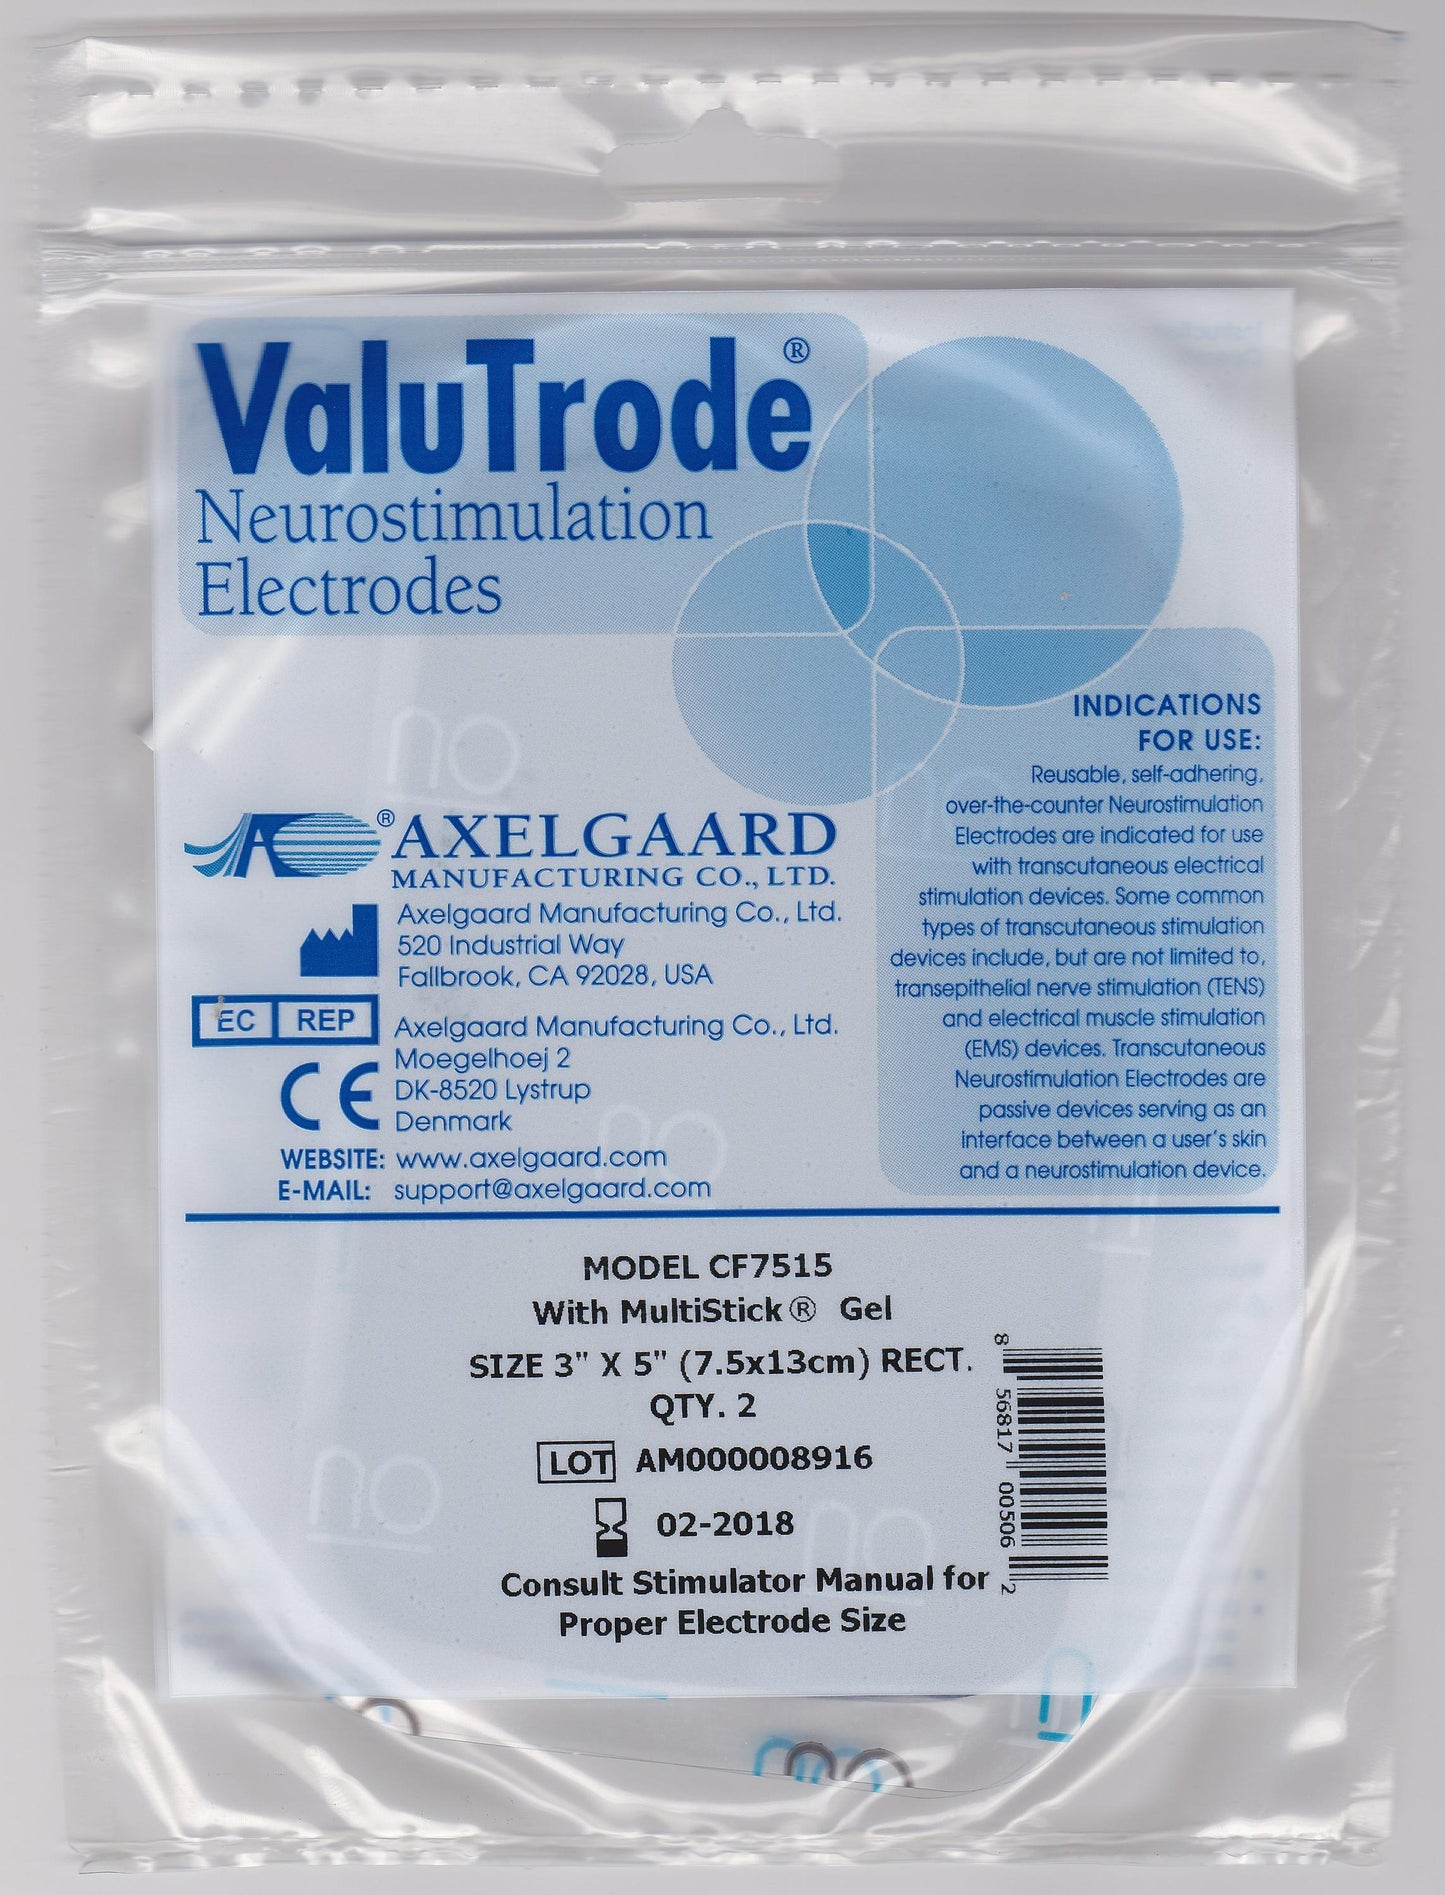 ValuTrode®
Neurostimulation
Electrodes
INDICATIONS
FOR USE:
Reusable, self-adhering,
over-the-counter Neurostimulation
Electrodes are indicated for use
with transcutaneous electrical
stimulation devices. Some common
types of transcutaneous stimulation
devices include, but are not limited to,
transepithelial nerve stimulation (TENS)
and electrical muscle stimulation
(EMS) devices. Transcutaneous
Neurostimulation Electrodes are
passive devices serving as an
interface between a user's skin
and a neurostimulation device.
® AXELGAARD
MANUFACTURING CO., LTD.
Axelgaard Manufacturing Co., Ltd.
520 Industrial Way
Fallbrook, CA 92028, USA
EC REP
Axelgaard Manufacturing Co., Ltd.
Moegelhoej 2
DK-8520 Lystrup
Denmark
CE
WEBSITE: www.axelgaard.com
E-MAIL: support@axelgaard.com
MODEL CF7515
With MultiStick® Gel
SIZE 3" X 5" (7.5x13cm) RECT.
QTY. 2
LOT AM000008916
02-2018
Consult Stimulator Manual for
Proper Electrode Size
8 56817 00506 2